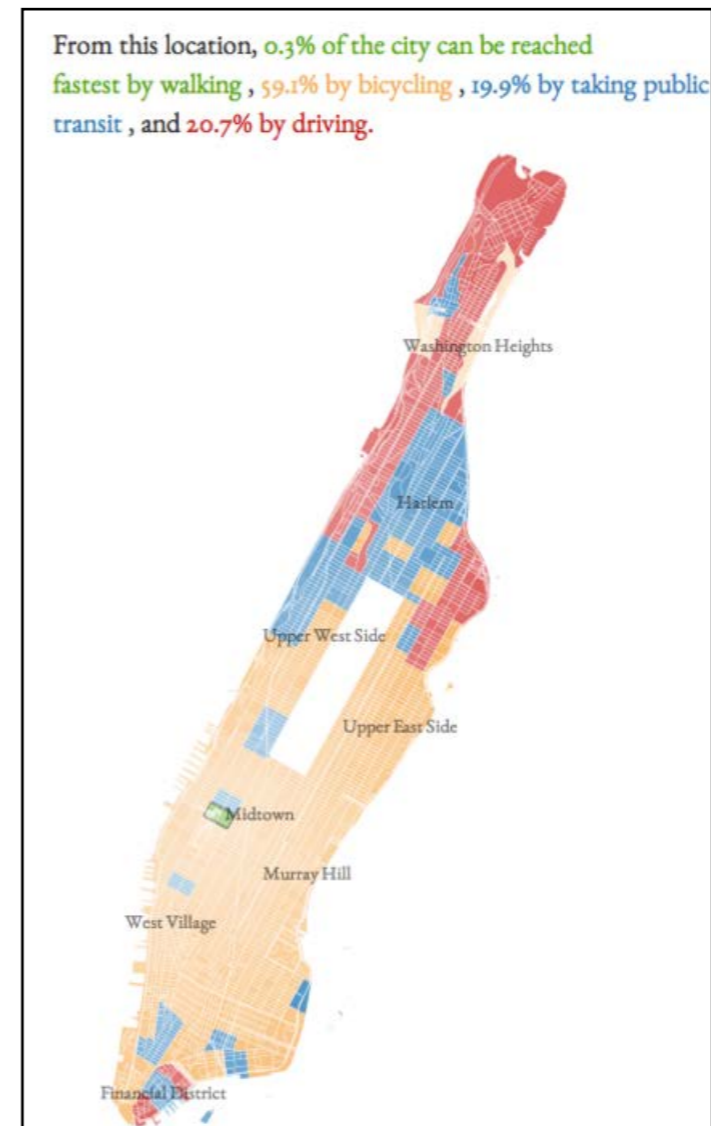 From this location, 0.3% of the city can be reached
fastest by walking , 59.1% by bicycling , 19.9% by taking public
transit , and 20.7% by driving.
Washington Heights
Harlem
Upper West Side
Upper East Side
Midtown
Murray Hill
West Village
Financial District